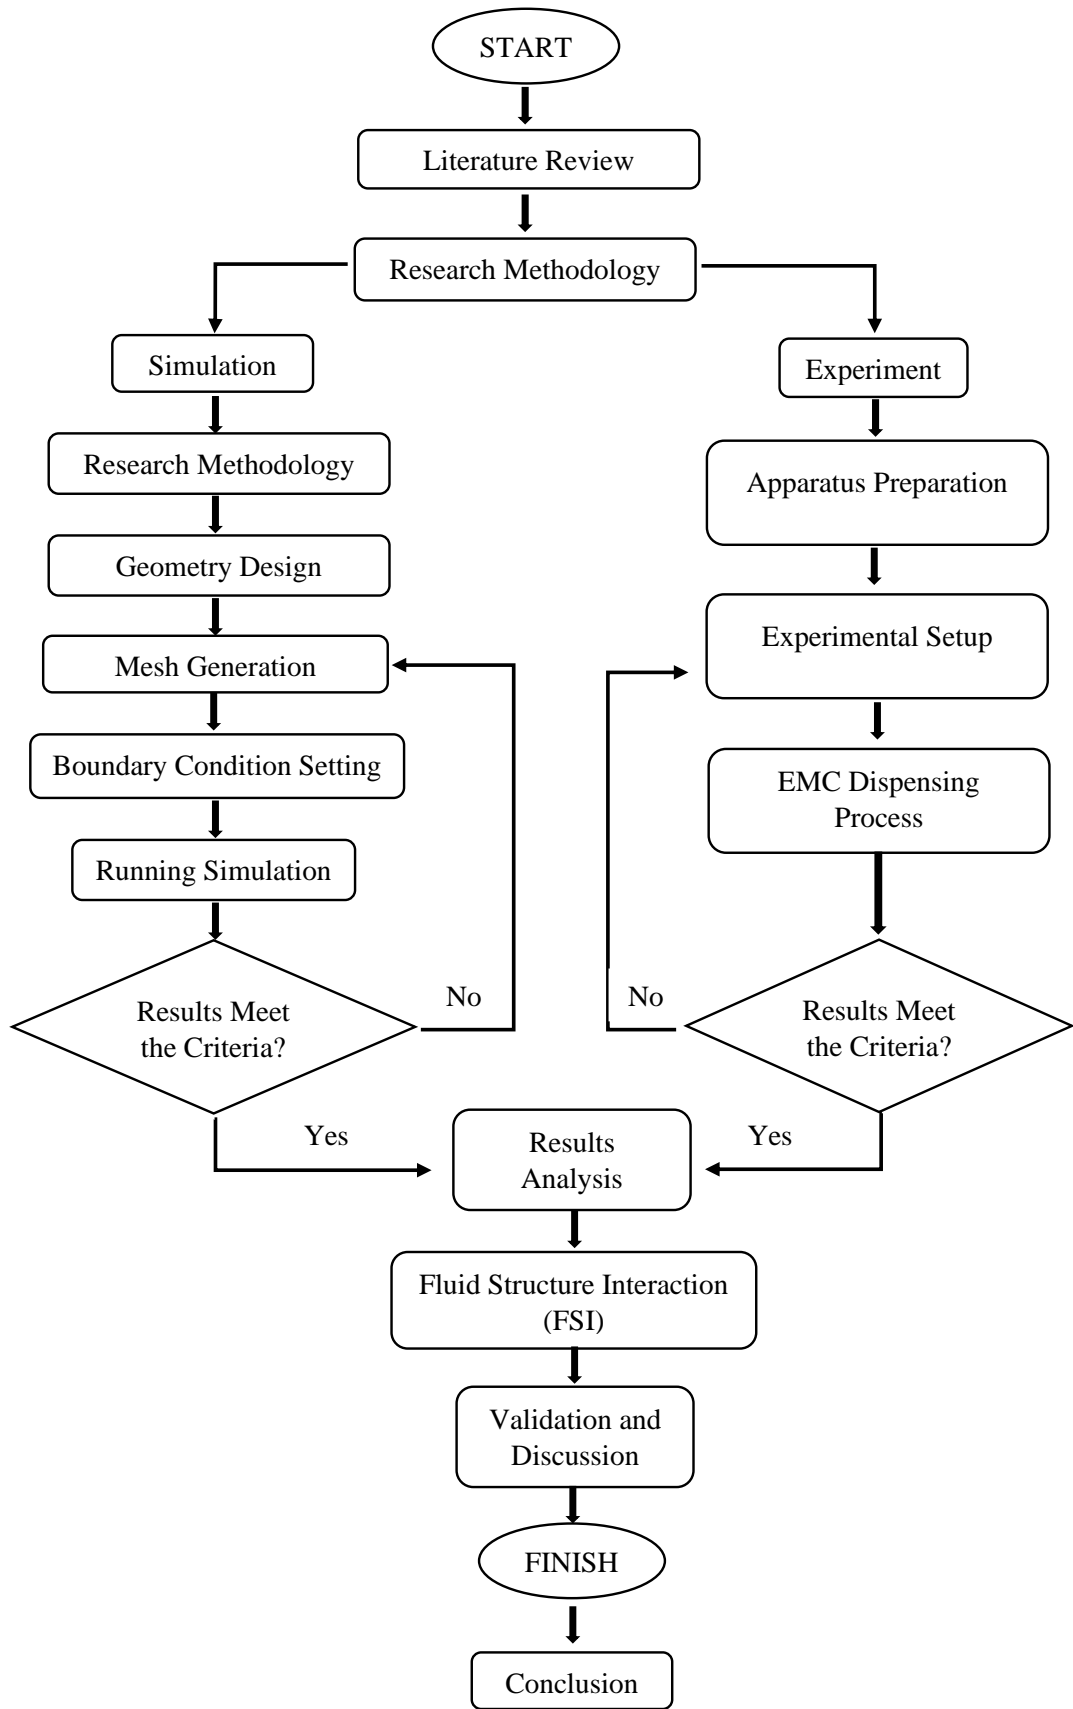 START
Literature Review
Research Methodology
Simulation
Research Methodology
Geometry Design
Mesh Generation
Boundary Condition Setting
Running Simulation
Results Meet
the Criteria?
No
Yes
Experiment
Apparatus Preparation
Experimental Setup
EMC Dispensing
Process
Results Meet
the Criteria?
No
Yes
Results
Analysis
Fluid Structure Interaction
(FSI)
Validation and
Discussion
FINISH
Conclusion